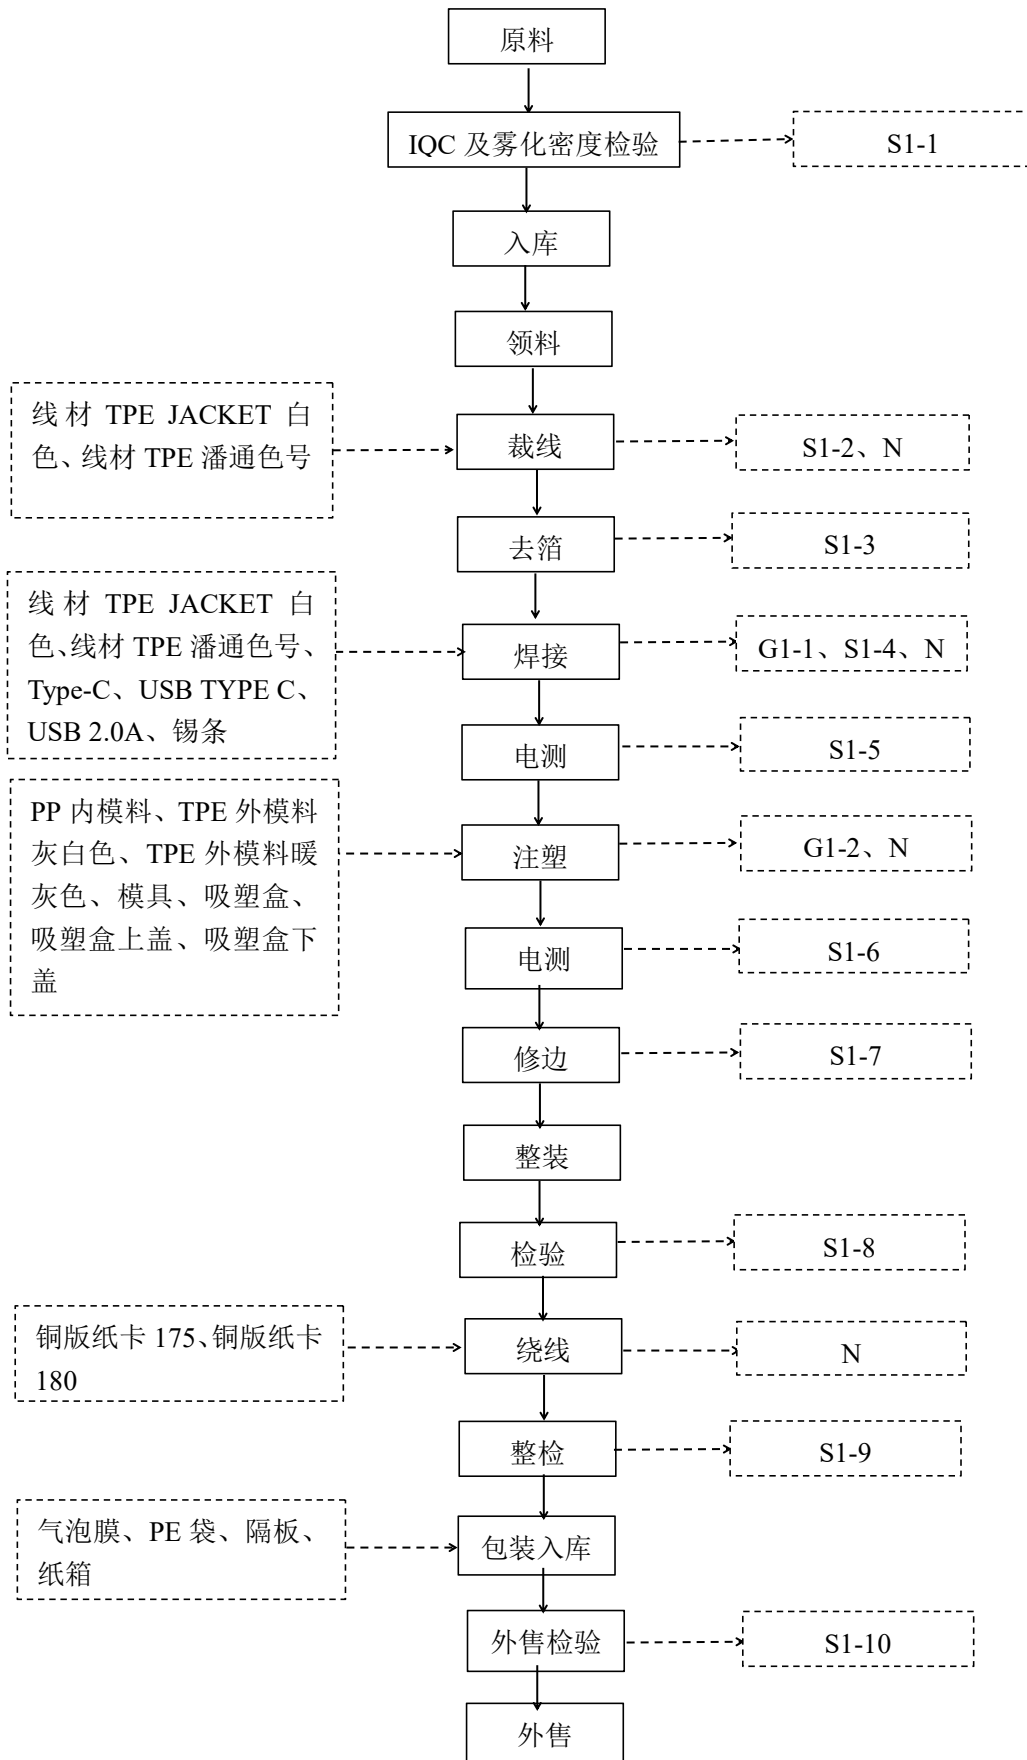 原料
IQC 及雾化密度检验
S1-1
入库
领料
线材 TPE JACKET 白
色、线材 TPE 潘通色号
裁线
S1-2、N
去箔
S1-3
线材 TPE JACKET 白
色、线材 TPE 潘通色号、
Type-C、USB TYPE C、
USB 2.0A、锡条
焊接
G1-1、S1-4、N
电测
S1-5
PP 内模料、TPE 外模料
灰白色、TPE 外模料暖
灰色、模具、吸塑盒、
吸塑盒上盖、吸塑盒下
盖
注塑
G1-2、N
电测
S1-6
修边
S1-7
整装
检验
S1-8
铜版纸卡 175、铜版纸卡
180
绕线
N
整检
S1-9
气泡膜、PE 袋、隔板、
纸箱
包装入库
外售检验
S1-10
外售